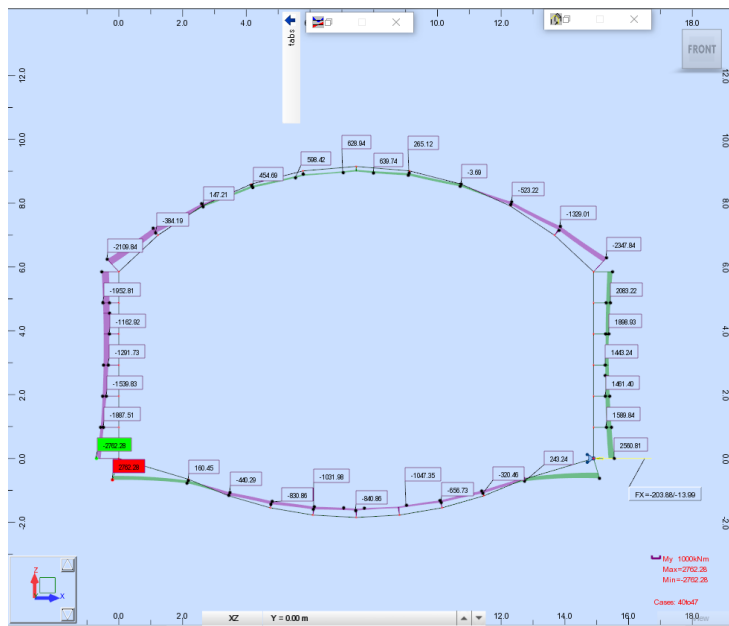 0.0 4.0 6.0 8.0 10.0 12.0 18.0
tabs
FRONT
12.0 12.0
10.0 10.0
628.94 265.12
598.42 639.74
454.69 -3.69
147.21 -523.22
8.0 8.0
-384.19 -1329.01
-2109.84 -2347.84
6.0 6.0
-1952.81 2083.22
-1162.92 1898.93
4.0 4.0
-1291.73 1443.24
-1539.83 1461.40
2.0 2.0
-1887.51 1589.84
-2762.28 2560.81
0.0 0.0
2762.28 160.45 -1031.98 -1047.35 -320.46 243.24
-440.29 -830.86 -840.86 -656.73
FX=-203.88/-13.99
-2.0 -2.0
My 1000kNm
Max=2762.28
Min=-2762.28
Cases: 40to47
Z
X
0.0 2.0 XZ Y = 0.00 m 12.0 14.0 16.0 18.0